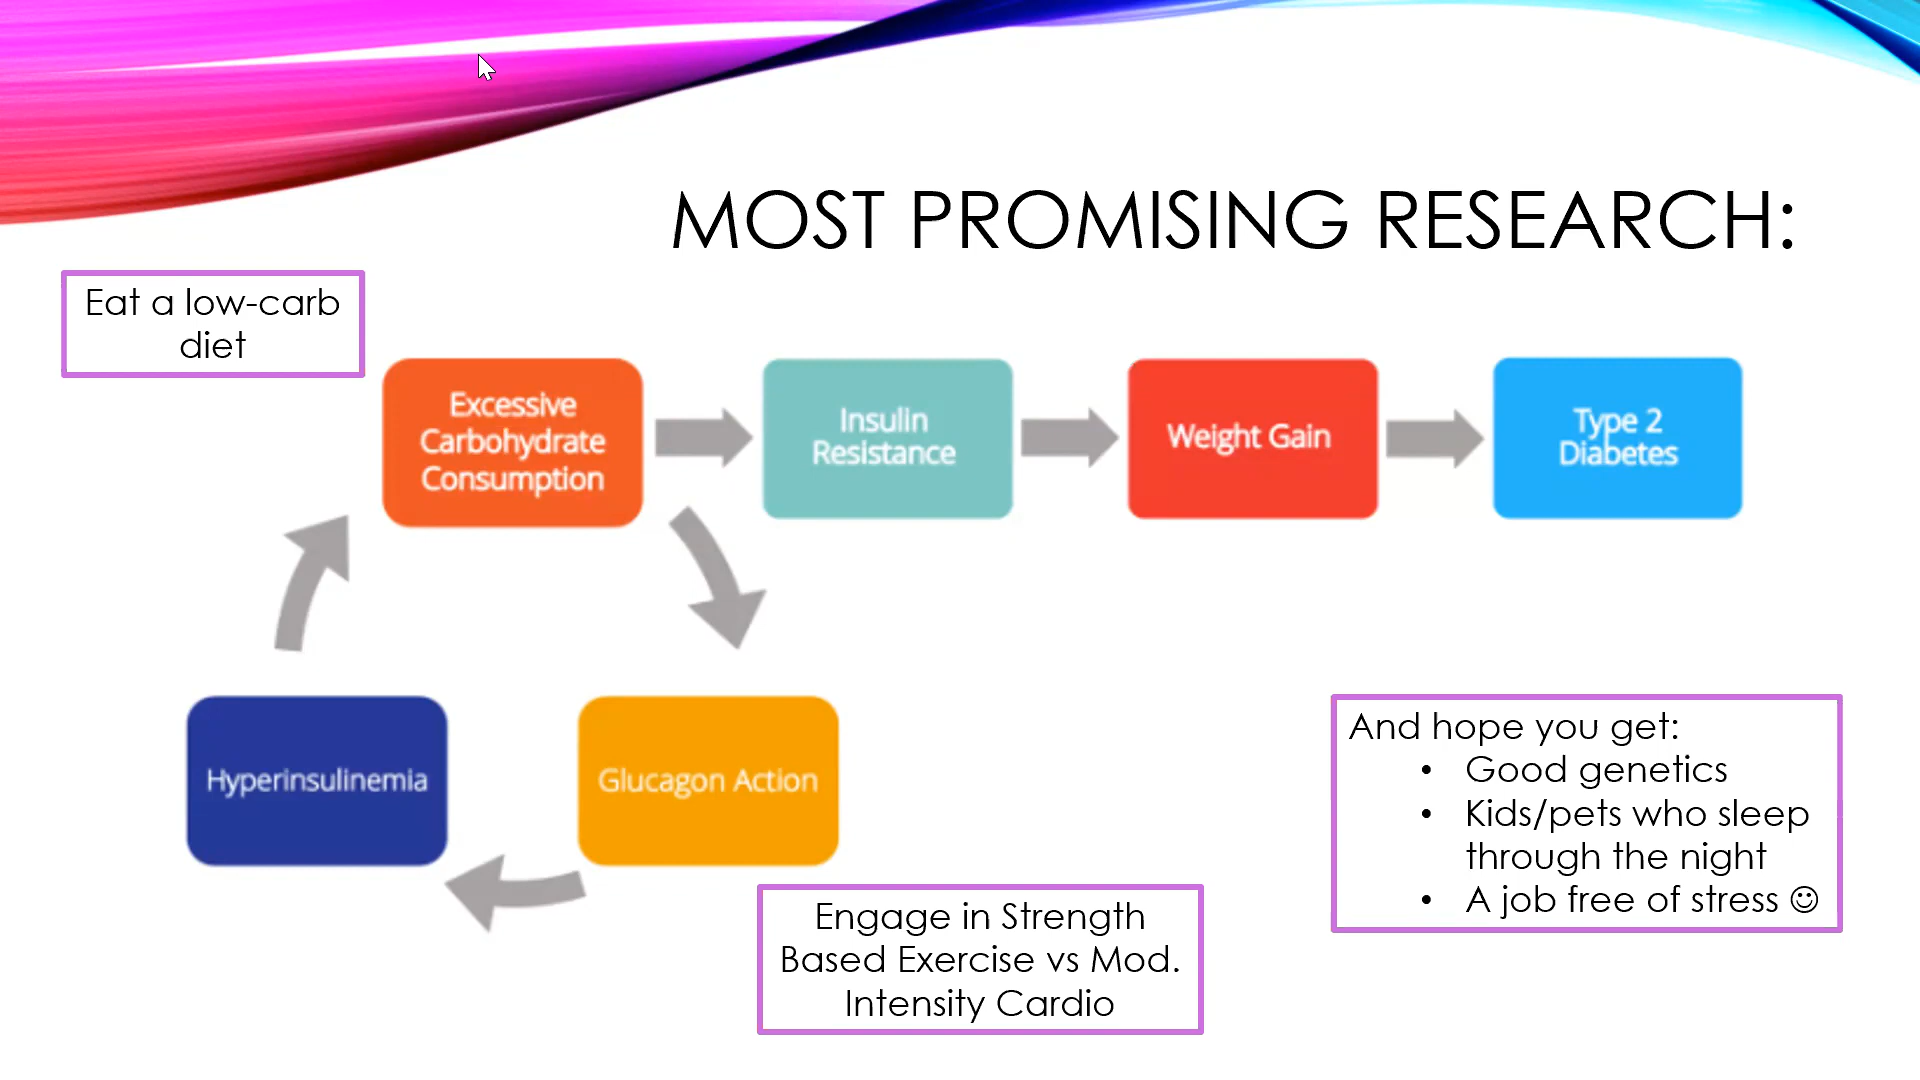 MOST PROMISING RESEARCH:
Eat a low-carb
diet
Excessive
Carbohydrate
Consumption
Insulin
Resistance
Weight Gain
Type 2
Diabetes
Hyperinsulinemia
Glucagon Action
And hope you get:
• Good genetics
• Kids/pets who sleep
through the night
• A job free of stress ☺
Engage in Strength
Based Exercise vs Mod.
Intensity Cardio